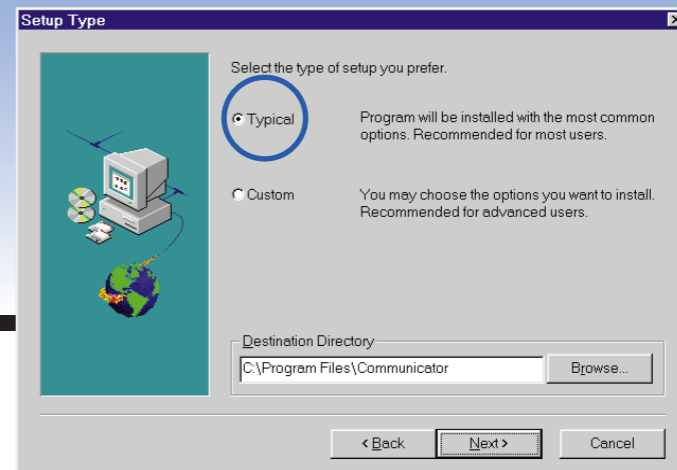 Setup Type
Select the type of setup you prefer.
Typical
Program will be installed with the most common
options. Recommended for most users.
Custom
You may choose the options you want to install.
Recommended for advanced users.
Destination Directory
C:\Program Files\Communicator
Browse...
< Back
Next >
Cancel